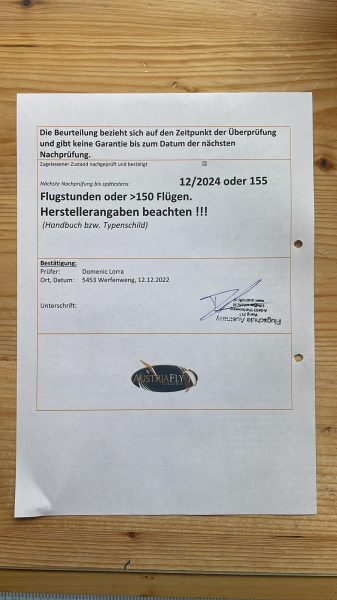 Die Beurteilung bezieht sich auf den Zeitpunkt der Überprüfung
und gibt keine Garantie bis zum Datum der nächsten
Nachprüfung.
Zugelassener Zustand nachgeprüft und bestätigt ☒
Nächste Nachprüfung bis spätestens: 12/2024 oder 155
Flugstunden oder >150 Flügen.
Herstellerangaben beachten !!!
(Handbuch bzw. Typenschild)
Bestätigung:
Prüfer: Domenic Lorra
Ort, Datum: 5453 Werfenweng, 12.12.2022
Unterschrift:
Flugschule Austriafly
AUSTRIAFLY